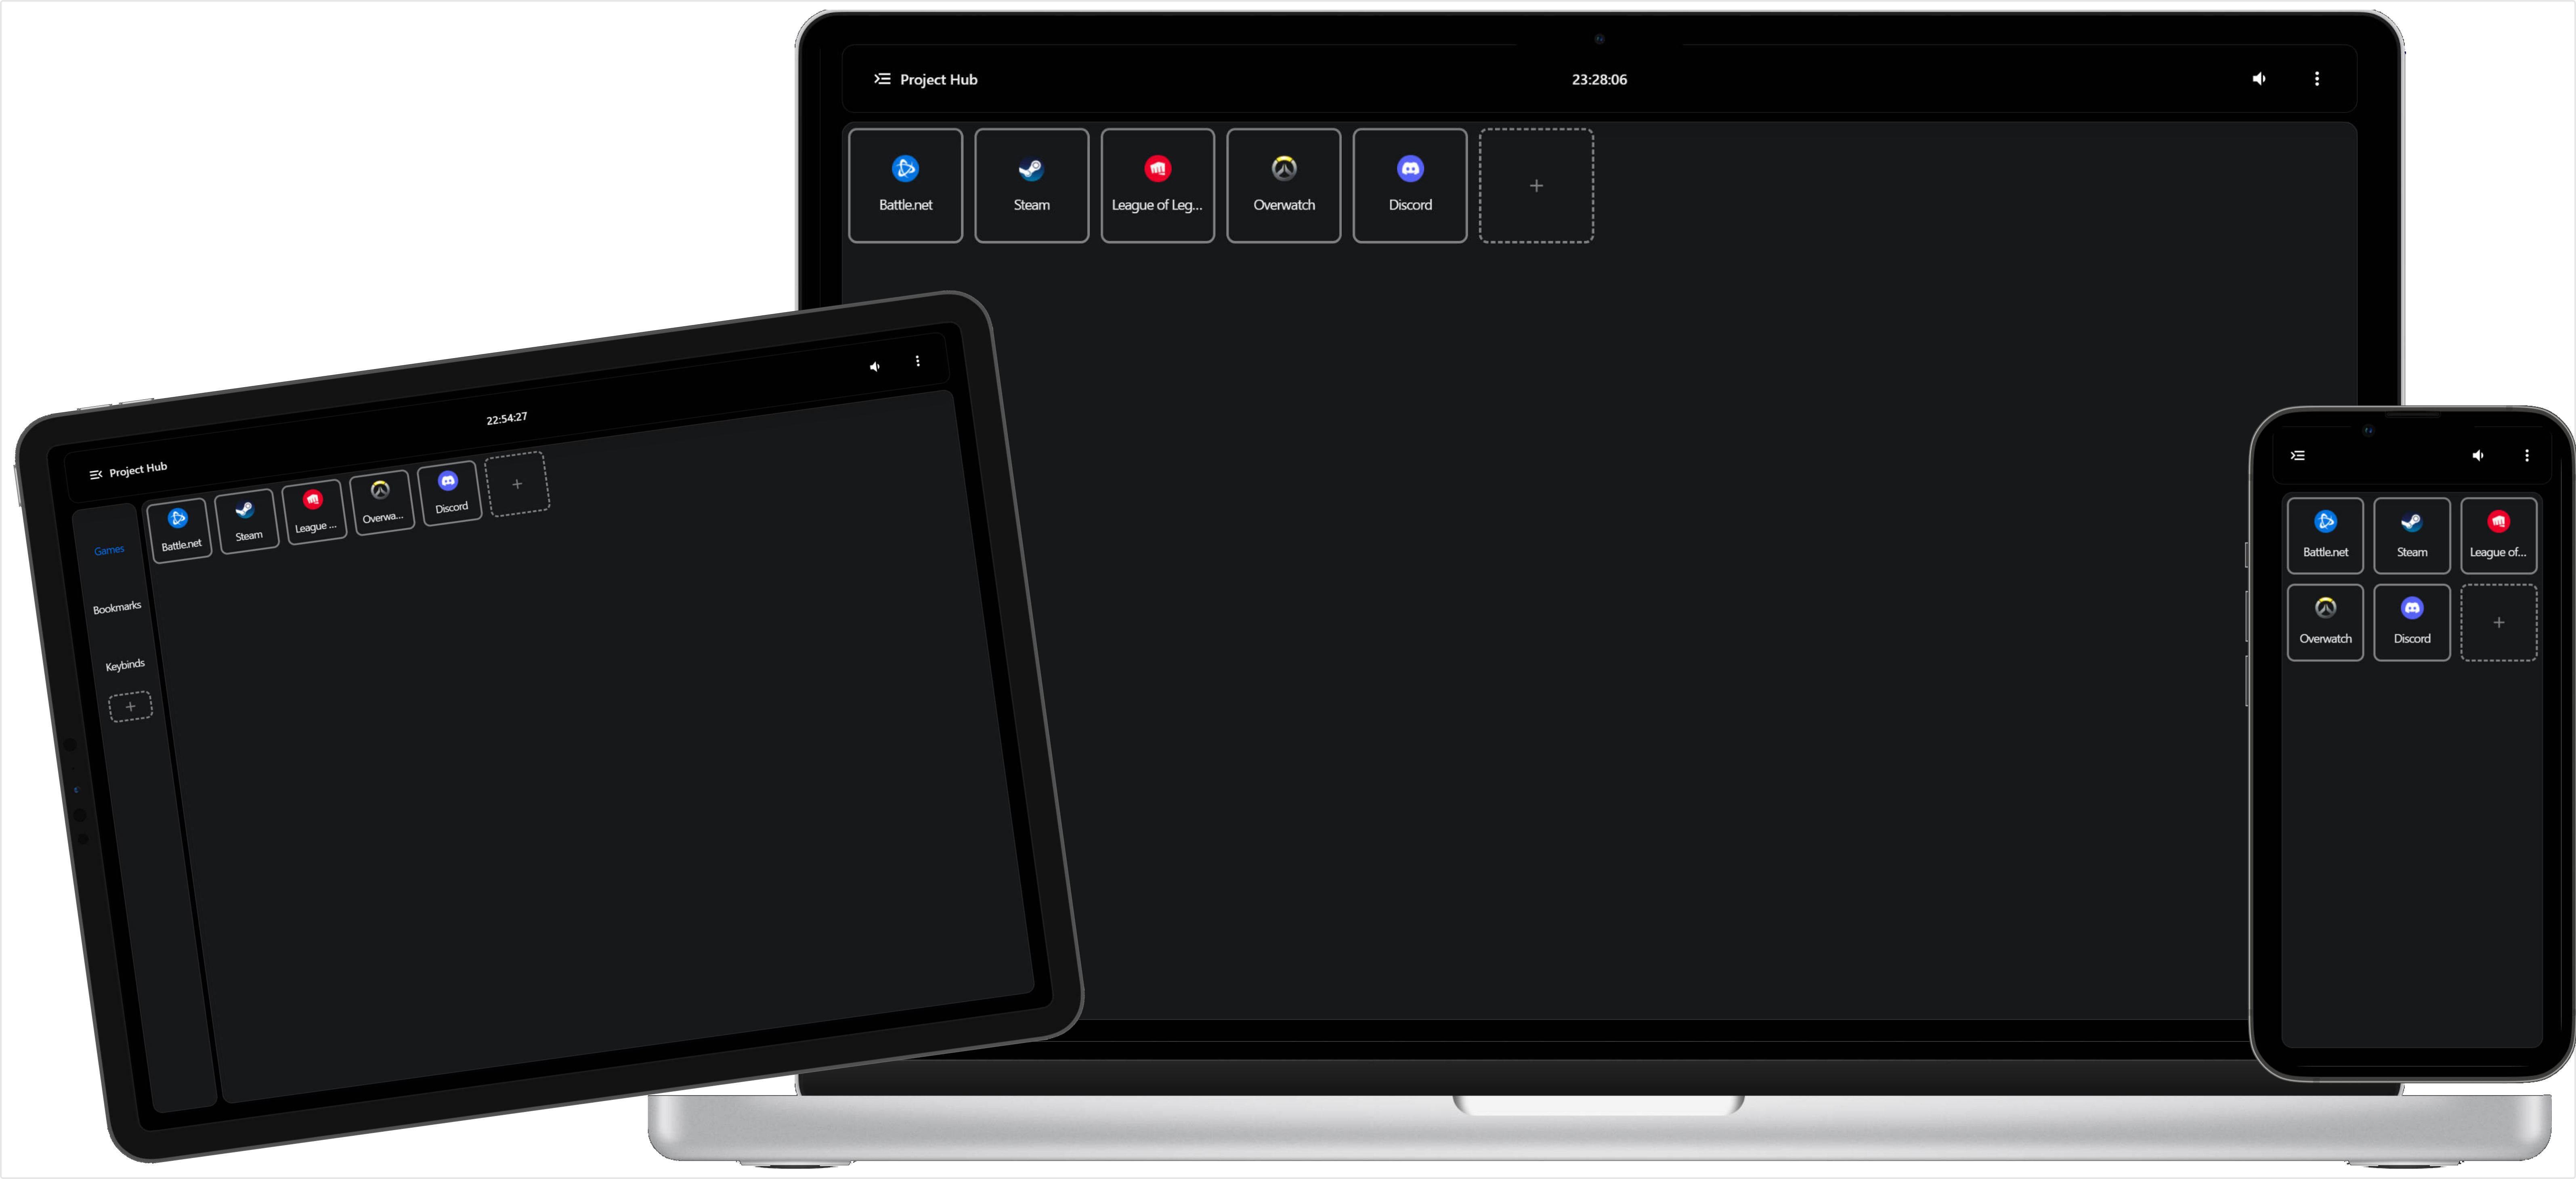 Project Hub
23:28:06
Battle.net
Steam
League of Leg...
Overwatch
Discord
+
22:54:27
Project Hub
Games
Bookmarks
Keybinds
+
Battle.net
Steam
League ...
Overwa...
Discord
+
Battle.net
Steam
League of...
Overwatch
Discord
+